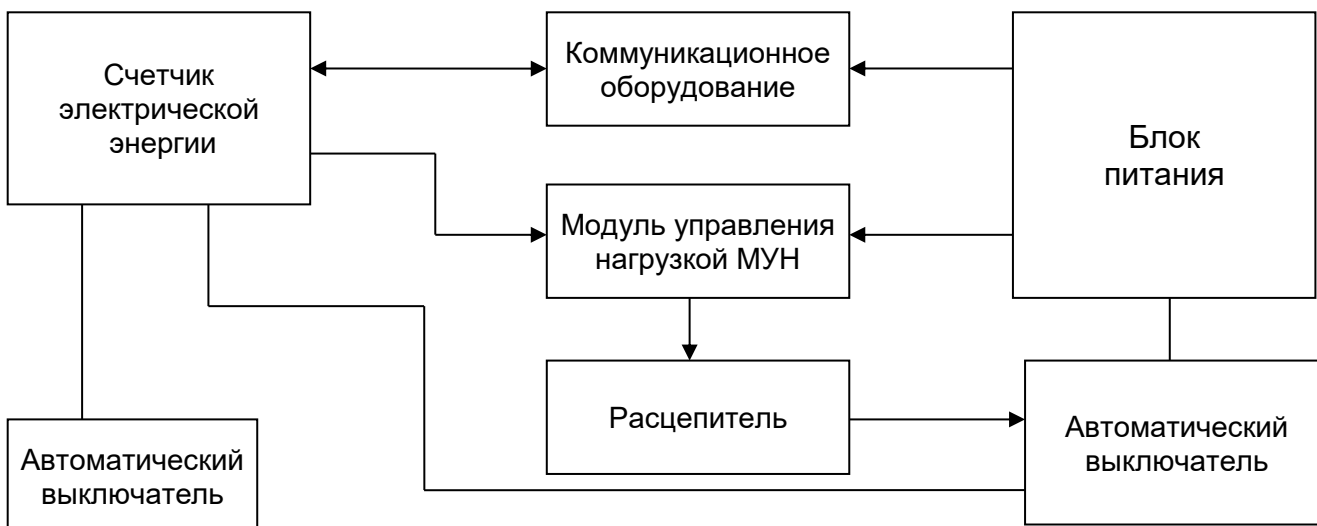 Счетчик
электрической
энергии
Коммуникационное
оборудование
Блок
питания
Модуль управления
нагрузкой МУН
Расцепитель
Автоматический
выключатель
Автоматический
выключатель